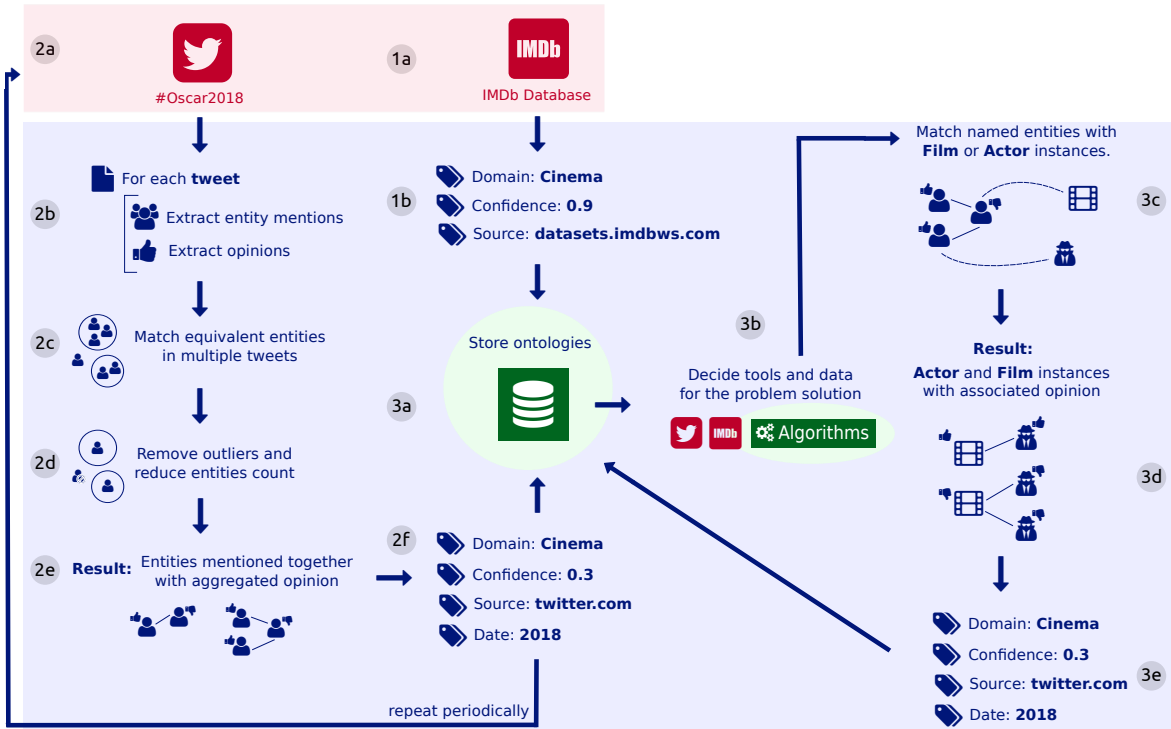 2a
#Oscar2018
1a
IMDb
IMDb Database
For each tweet
2b
Extract entity mentions
Extract opinions
1b
Domain: Cinema
Confidence: 0.9
Source: datasets.imdbws.com
2c
Match equivalent entities
in multiple tweets
2d
Remove outliers and
reduce entities count
2e
Result:
Entities mentioned together
with aggregated opinion
2f
Domain: Cinema
Confidence: 0.3
Source: twitter.com
Date: 2018
repeat periodically
3a
Store ontologies
3b
Decide tools and data
for the problem solution
IMDb
Algorithms
Match named entities with
Film or Actor instances.
3c
Result:
Actor and Film instances
with associated opinion
3d
Domain: Cinema
Confidence: 0.3
Source: twitter.com
Date: 2018
3e